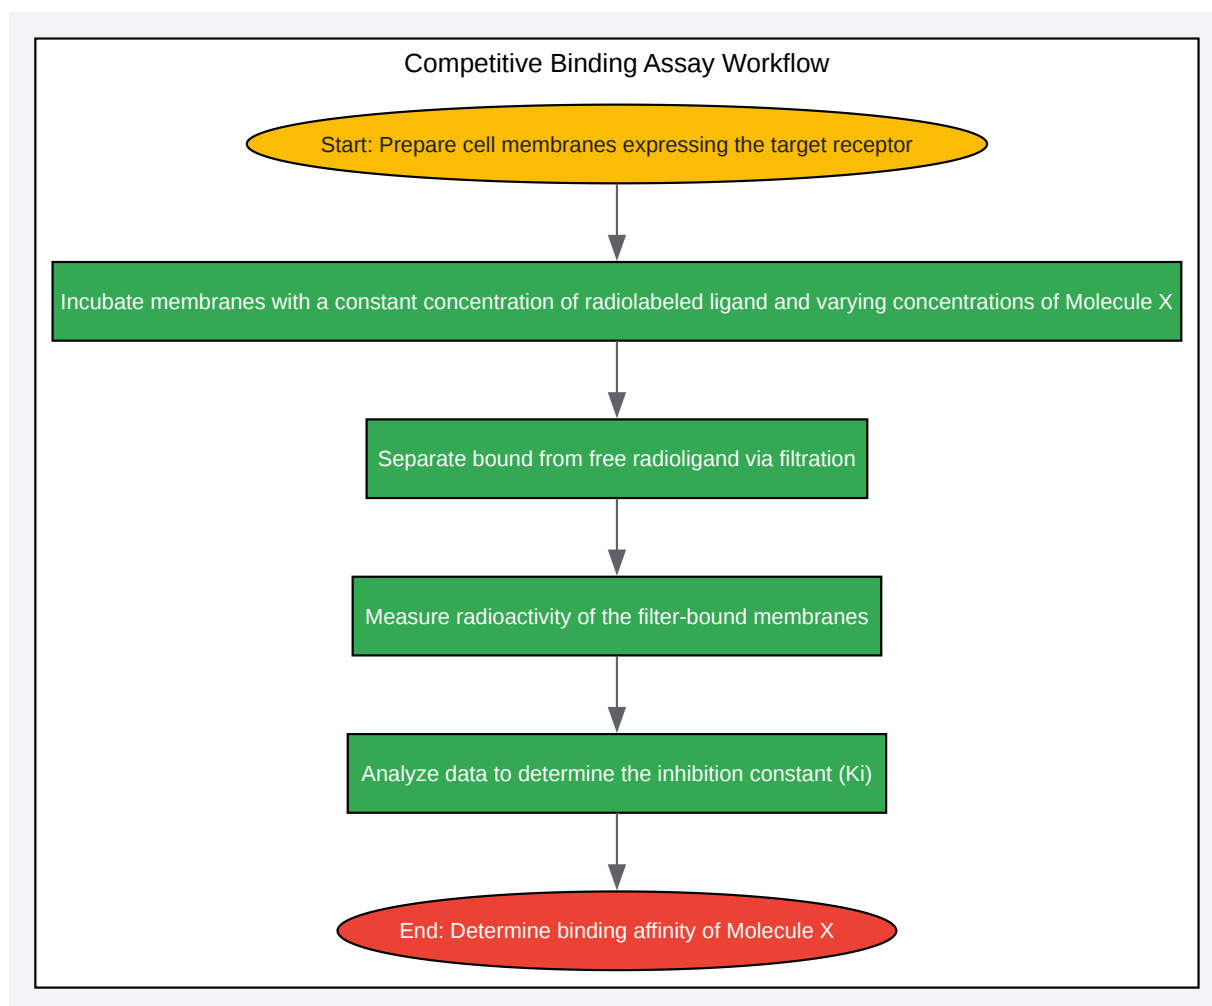 Competitive Binding Assay Workflow
Start: Prepare cell membranes expressing the target receptor
Incubate membranes with a constant concentration of radiolabeled ligand and varying concentrations of Molecule X
Separate bound from free radioligand via filtration
Measure radioactivity of the filter-bound membranes
Analyze data to determine the inhibition constant (Ki)
End: Determine binding affinity of Molecule X